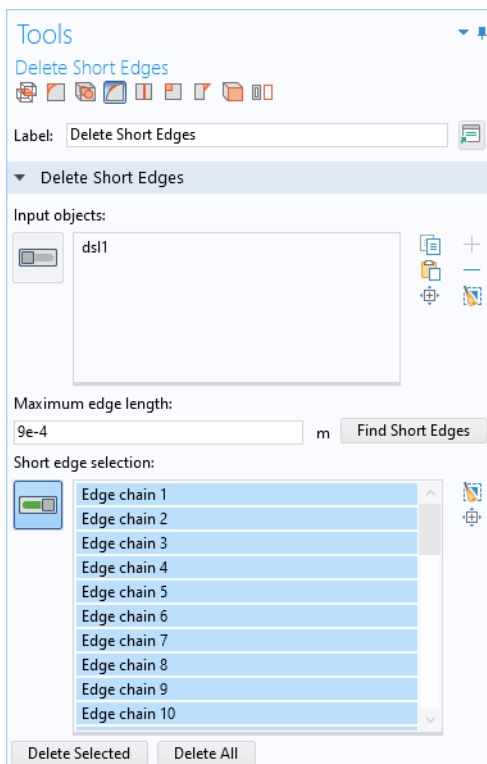 Tools
Delete Short Edges
Label: Delete Short Edges
Delete Short Edges
Input objects:
dsl1
Maximum edge length:
9e-4 m Find Short Edges
Short edge selection:
Edge chain 1
Edge chain 2
Edge chain 3
Edge chain 4
Edge chain 5
Edge chain 6
Edge chain 7
Edge chain 8
Edge chain 9
Edge chain 10
Delete Selected Delete All